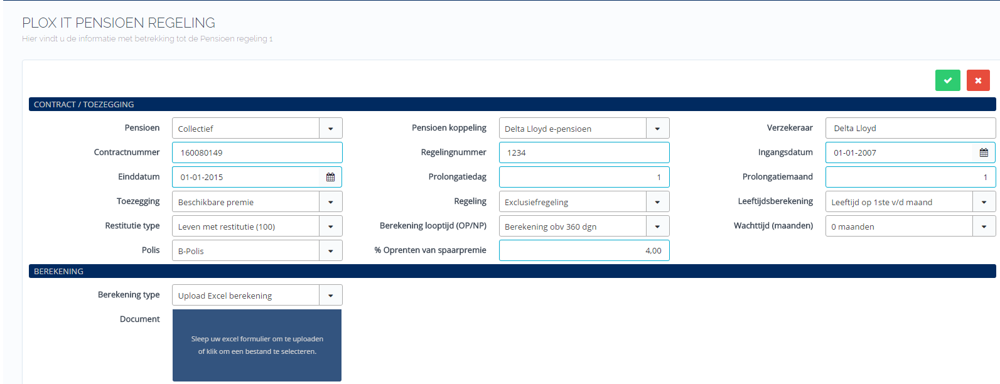 PLOX IT PENSIOEN REGELING
Hier vindt u de informatie met betrekking tot de Pensioen regeling 1
CONTRACT / TOEZEGGING
Pensioen Collectief Pensioen koppeling Delta Lloyd e-pensioen Verzekeraar Delta Lloyd
Contractnummer 160080149 Regelingnummer 1234 Ingangsdatum 01-01-2007
Einddatum 01-01-2015 Prolongatiedag 1 Prolongatiemaand 1
Toezegging Beschikbare premie Regeling Exclusiefregeling Leeftijdsberekening Leeftijd op 1ste v/d maand
Restitutie type Leven met restitutie (100) Berekening looptijd (OP/NP) Berekening obv 360 dgn Wachttijd (maanden) 0 maanden
Polis B-Polis % Oprenten van spaarpremie 4,00
BEREKENING
Berekening type Upload Excel berekening
Document
Sleep uw excel formulier om te uploaden
of klik om een bestand te selecteren.